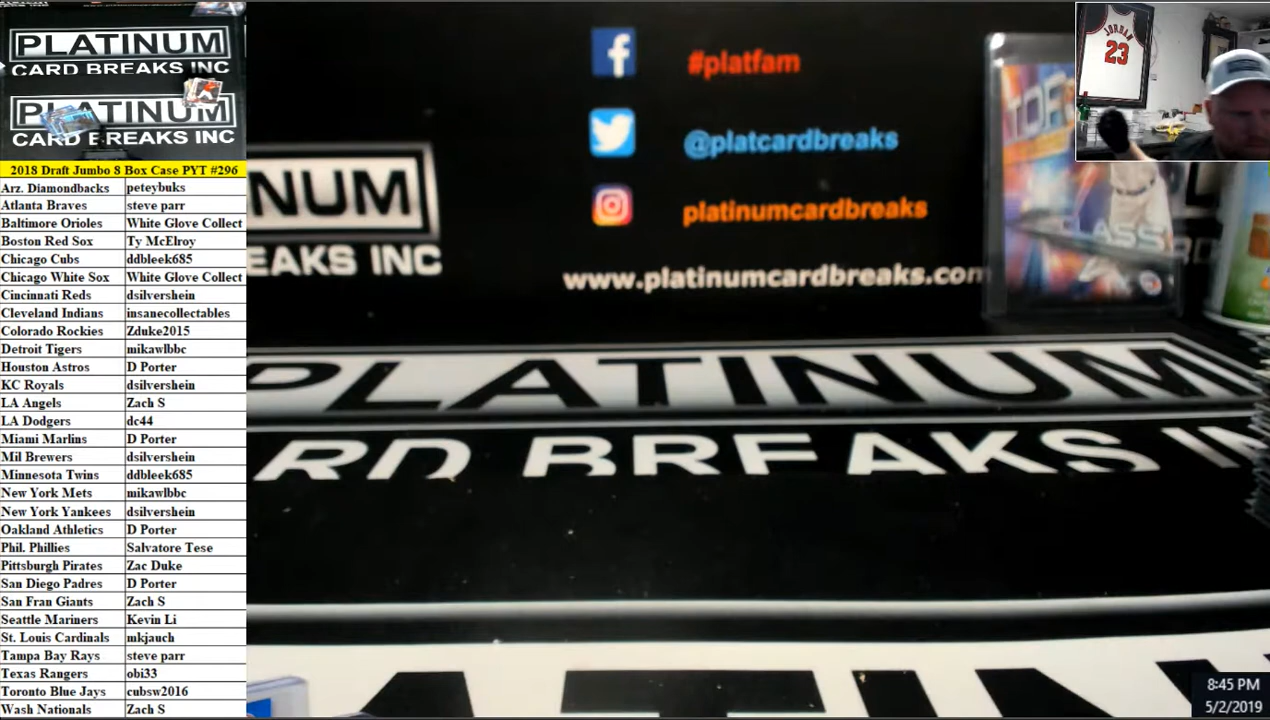 PLATINUM
CARD BREAKS INC
PLATINUM
CARD BREAKS INC
2018 Draft Jumbo 8 Box Case PYT #296
Arz. Diamondbacks peteybuks
Atlanta Braves steve parr
Baltimore Orioles White Glove Collect
Boston Red Sox Ty McElroy
Chicago Cubs ddbleek685
Chicago White Sox White Glove Collect
Cincinnati Reds dsilvershein
Cleveland Indians insanecollectables
Colorado Rockies Zduke2015
Detroit Tigers mikawlbbc
Houston Astros D Porter
KC Royals dsilvershein
LA Angels Zach S
LA Dodgers dc44
Miami Marlins D Porter
Mil Brewers dsilvershein
Minnesota Twins ddbleek685
New York Mets mikawlbbc
New York Yankees dsilvershein
Oakland Athletics D Porter
Phil. Phillies Salvatore Tese
Pittsburgh Pirates Zac Duke
San Diego Padres D Porter
San Fran Giants Zach S
Seattle Mariners Kevin Li
St. Louis Cardinals mkjauch
Tampa Bay Rays steve parr
Texas Rangers obi33
Toronto Blue Jays cubsw2016
Wash Nationals Zach S
#platfam
@platcardbreaks
platinumcardbreaks
www.platinumcardbreaks.com
NUM
EAKS INC
CLASS
JORDAN
23
PLATINUM
RD BREAKS IN
ATIN
8:45 PM
5/2/2019